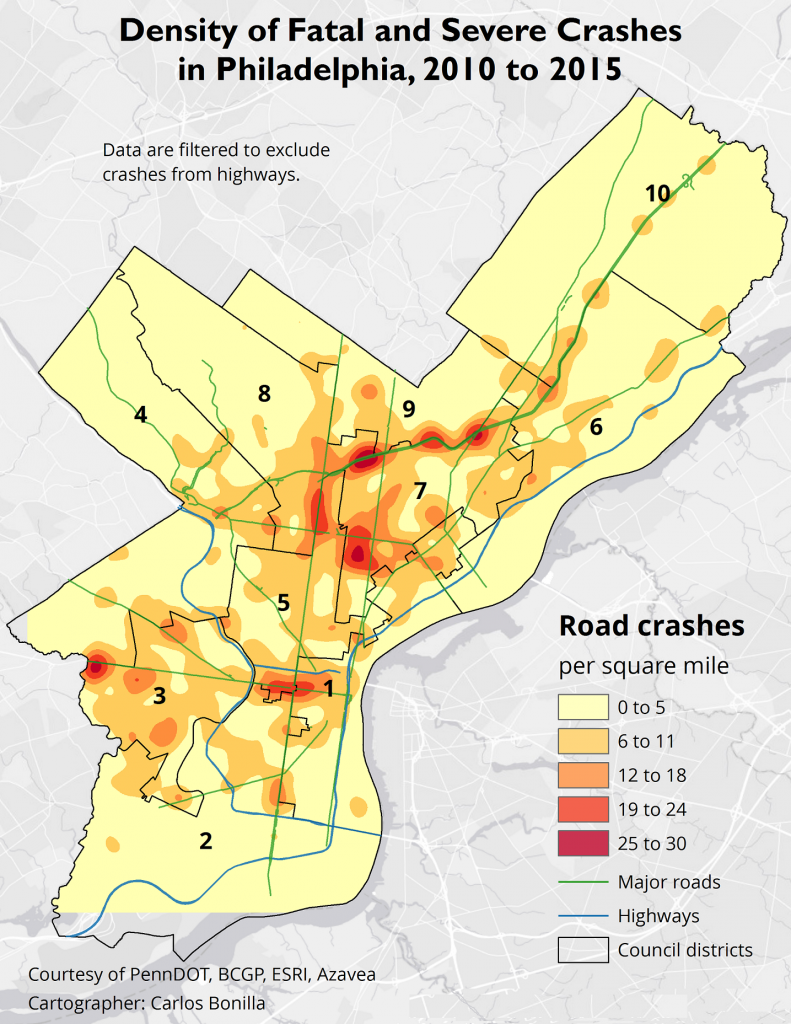 Density of Fatal and Severe Crashes
in Philadelphia, 2010 to 2015
Data are filtered to exclude
crashes from highways.
10
8
9
4
6
7
5
1
3
2
Road crashes
per square mile
0 to 5
6 to 11
12 to 18
19 to 24
25 to 30
Major roads
Highways
Council districts
Courtesy of PennDOT, BCGP, ESRI, Azavea
Cartographer: Carlos Bonilla